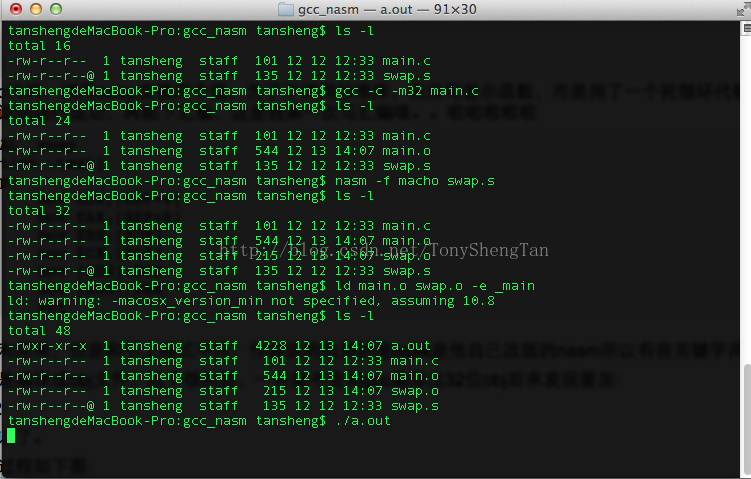 gcc_nasm — a.out — 91×30
tanshengdeMacBook-Pro:gcc_nasm tansheng$ ls -l
total 16
-rw-r--r--  1 tansheng  staff  101 12 12 12:33 main.c
-rw-r--r--@ 1 tansheng  staff  135 12 12 12:33 swap.s
tanshengdeMacBook-Pro:gcc_nasm tansheng$ gcc -c -m32 main.c
tanshengdeMacBook-Pro:gcc_nasm tansheng$ ls -l
total 24
-rw-r--r--  1 tansheng  staff  101 12 12 12:33 main.c
-rw-r--r--  1 tansheng  staff  544 12 13 14:07 main.o
-rw-r--r--@ 1 tansheng  staff  135 12 12 12:33 swap.s
tanshengdeMacBook-Pro:gcc_nasm tansheng$ nasm -f macho swap.s
tanshengdeMacBook-Pro:gcc_nasm tansheng$ ls -l
total 32
-rw-r--r--  1 tansheng  staff  101 12 12 12:33 main.c
-rw-r--r--  1 tansheng  staff  544 12 13 14:07 main.o
-rw-r--r--  1 tansheng  staff  215 12 13 14:07 swap.o
http://blog.csdn.net/TonyShengTan
-rw-r--r--@ 1 tansheng  staff  135 12 12 12:33 swap.s
tanshengdeMacBook-Pro:gcc_nasm tansheng$ ld main.o swap.o -e _main
ld: warning: -macosx_version_min not specified, assuming 10.8
tanshengdeMacBook-Pro:gcc_nasm tansheng$ ls -l
total 48
-rwxr-xr-x  1 tansheng  staff  4228 12 13 14:07 a.out
-rw-r--r--  1 tansheng  staff   101 12 12 12:33 main.c
-rw-r--r--  1 tansheng  staff   544 12 13 14:07 main.o
-rw-r--r--  1 tansheng  staff   215 12 13 14:07 swap.o
-rw-r--r--@ 1 tansheng  staff   135 12 12 12:33 swap.s
tanshengdeMacBook-Pro:gcc_nasm tansheng$ ./a.out